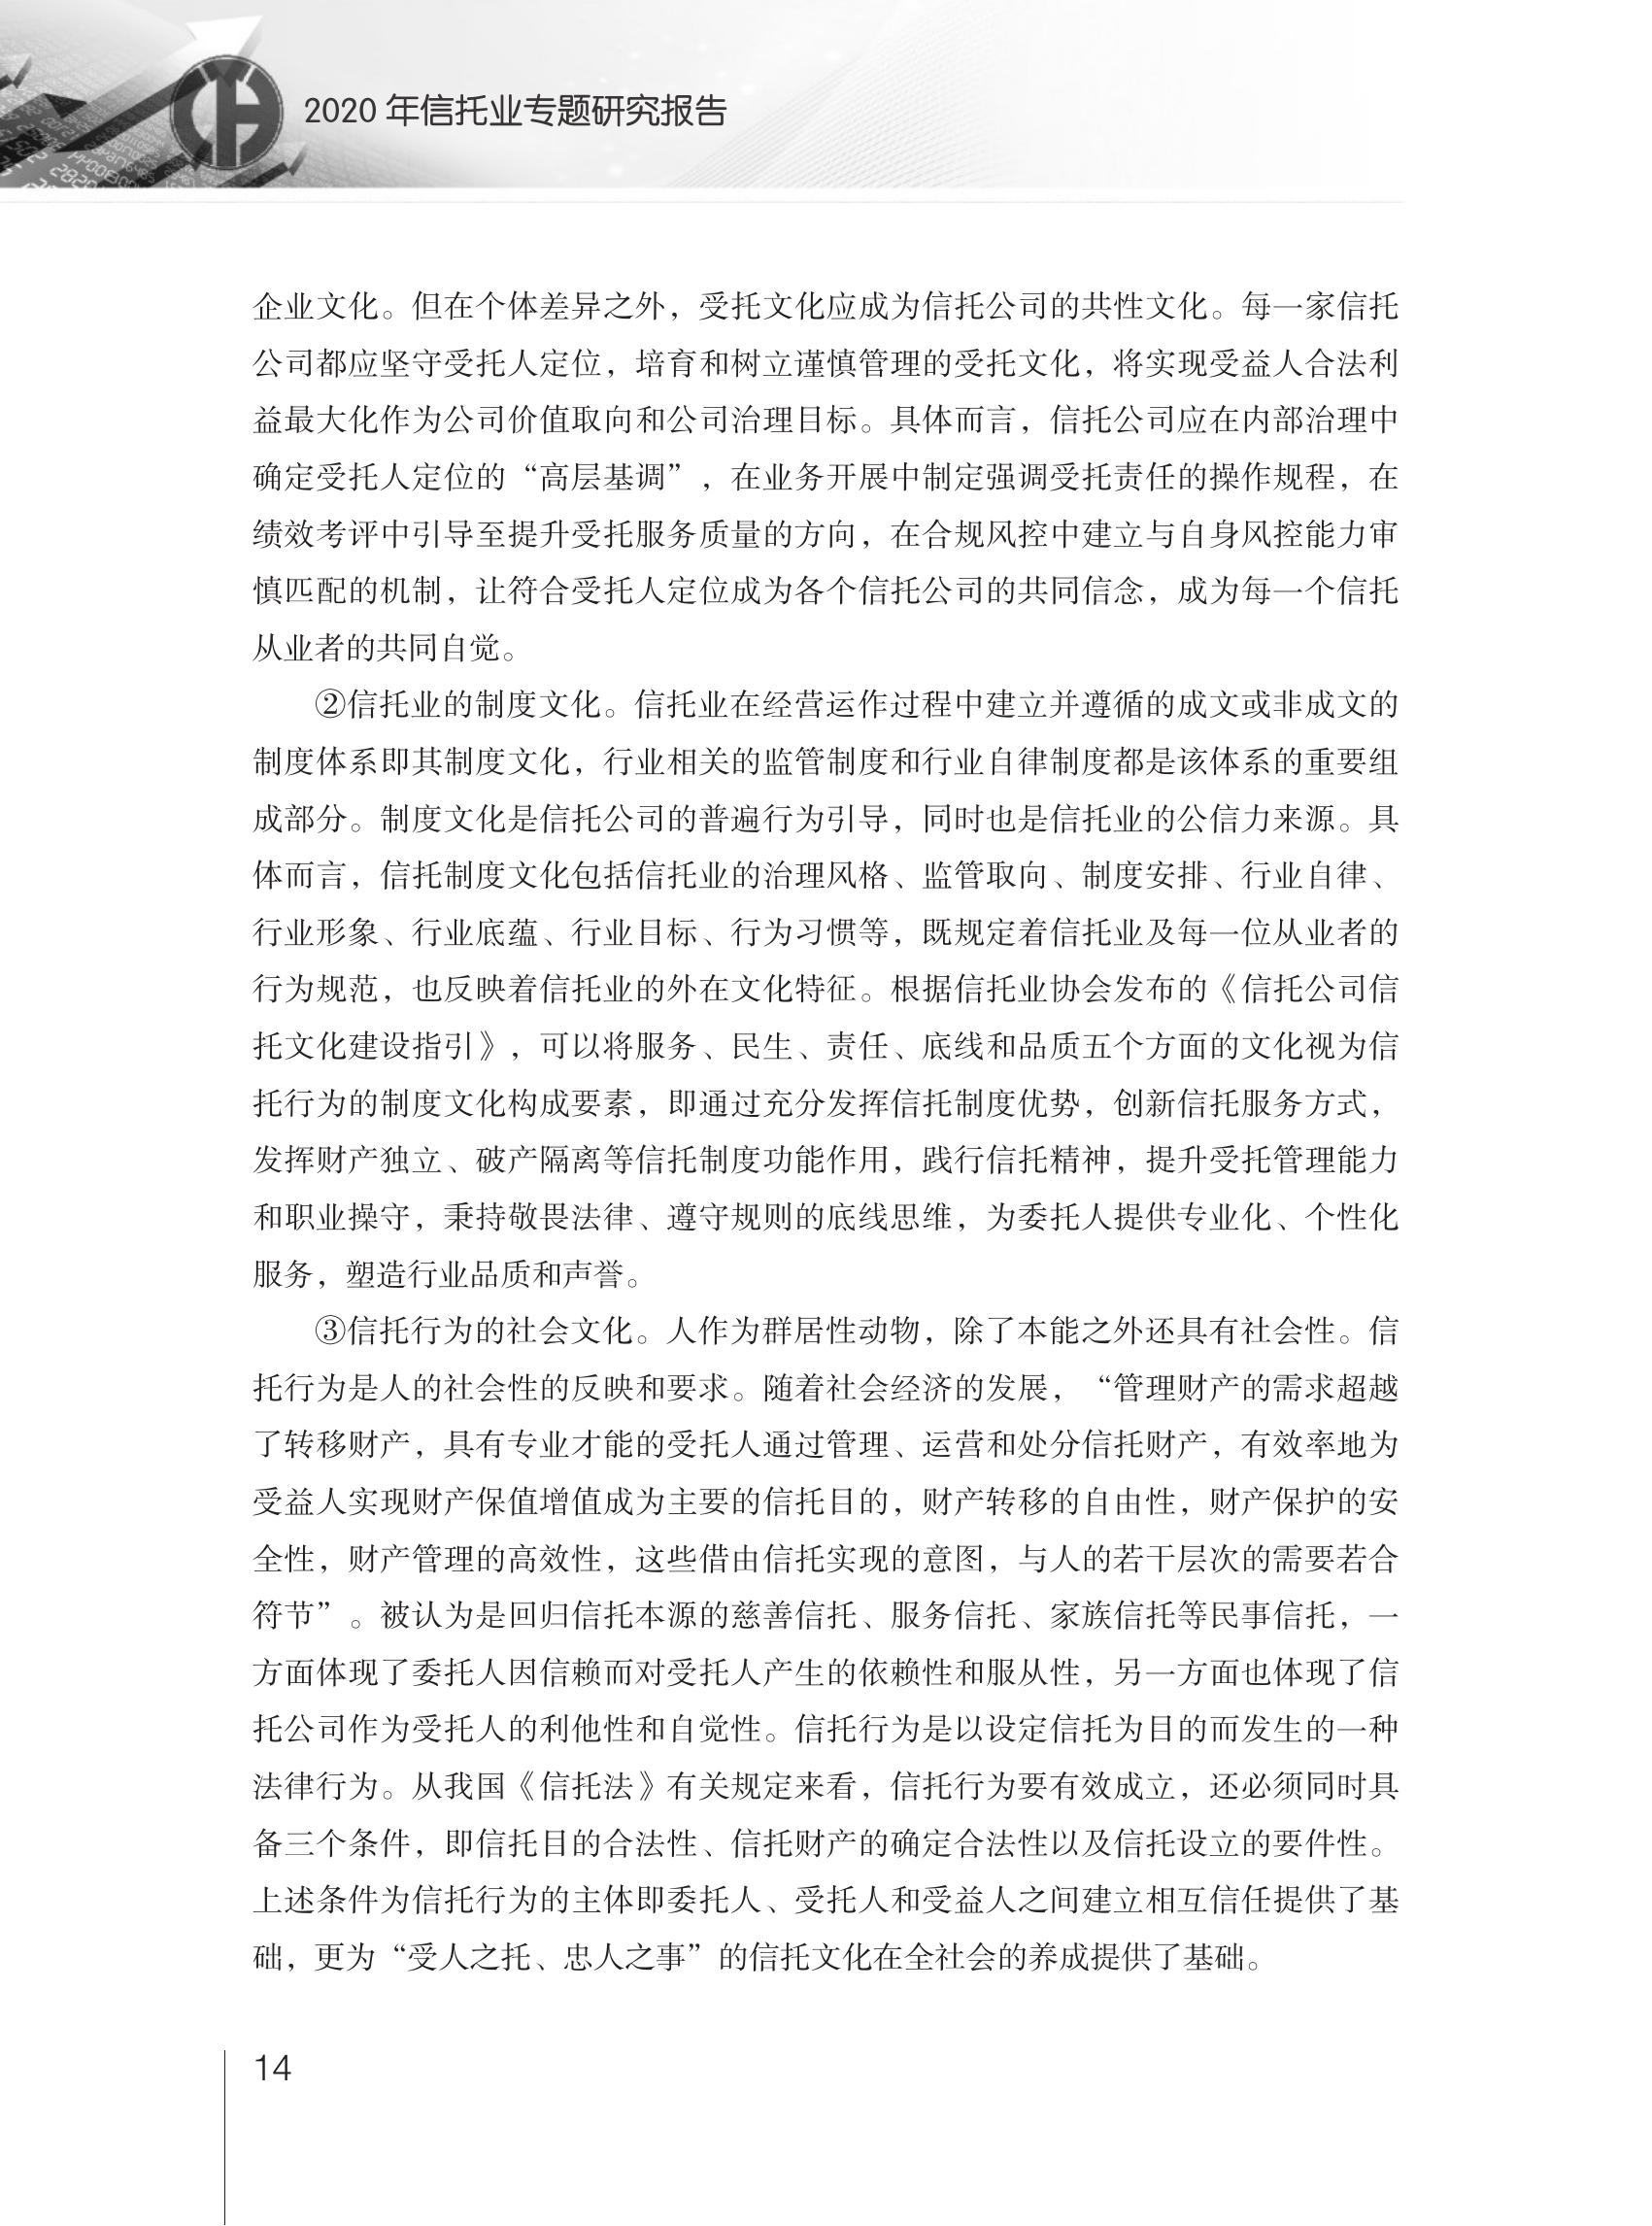 2020 年信托业专题研究报告
企业文化。但在个体差异之外，受托文化应成为信托公司的共性文化。每一家信托
公司都应坚守受托人定位，培育和树立谨慎管理的受托文化，将实现受益人合法利
益最大化作为公司价值取向和公司治理目标。具体而言，信托公司应在内部治理中
确定受托人定位的“高层基调”，在业务开展中制定强调受托责任的操作规程，在
绩效考评中引导至提升受托服务质量的方向，在合规风控中建立与自身风控能力审
慎匹配的机制，让符合受托人定位成为各个信托公司的共同信念，成为每一个信托
从业者的共同自觉。
②信托业的制度文化。信托业在经营运作过程中建立并遵循的成文或非成文的
制度体系即其制度文化，行业相关的监管制度和行业自律制度都是该体系的重要组
成部分。制度文化是信托公司的普遍行为引导，同时也是信托业的公信力来源。具
体而言，信托制度文化包括信托业的治理风格、监管取向、制度安排、行业自律、
行业形象、行业底蕴、行业目标、行为习惯等，既规定着信托业及每一位从业者的
行为规范，也反映着信托业的外在文化特征。根据信托业协会发布的《信托公司信
托文化建设指引》，可以将服务、民生、责任、底线和品质五个方面的文化视为信
托行为的制度文化构成要素，即通过充分发挥信托制度优势，创新信托服务方式，
发挥财产独立、破产隔离等信托制度功能作用，践行信托精神，提升受托管理能力
和职业操守，秉持敬畏法律、遵守规则的底线思维，为委托人提供专业化、个性化
服务，塑造行业品质和声誉。
③信托行为的社会文化。人作为群居性动物，除了本能之外还具有社会性。信
托行为是人的社会性的反映和要求。随着社会经济的发展，“管理财产的需求超越
了转移财产，具有专业才能的受托人通过管理、运营和处分信托财产，有效率地为
受益人实现财产保值增值成为主要的信托目的，财产转移的自由性，财产保护的安
全性，财产管理的高效性，这些借由信托实现的意图，与人的若干层次的需要若合
符节”。被认为是回归信托本源的慈善信托、服务信托、家族信托等民事信托，一
方面体现了委托人因信赖而对受托人产生的依赖性和服从性，另一方面也体现了信
托公司作为受托人的利他性和自觉性。信托行为是以设定信托为目的而发生的一种
法律行为。从我国《信托法》有关规定来看，信托行为要有效成立，还必须同时具
备三个条件，即信托目的合法性、信托财产的确定合法性以及信托设立的要件性。
上述条件为信托行为的主体即委托人、受托人和受益人之间建立相互信任提供了基
础，更为“受人之托、忠人之事”的信托文化在全社会的养成提供了基础。
14